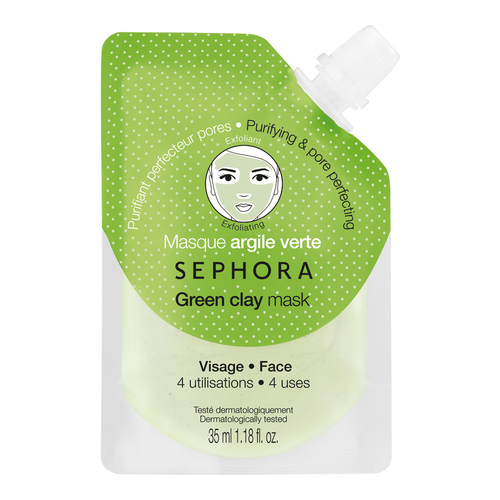 Purifiant perfecteur pores • Purifying & pore perfecting
Exfoliant
Exfoliating
Masque argile verte
SEPHORA
Green clay mask
Visage • Face
4 utilisations • 4 uses
Testé dermatologiquement
Dermatologically tested
35 ml 1.18 fl. oz.